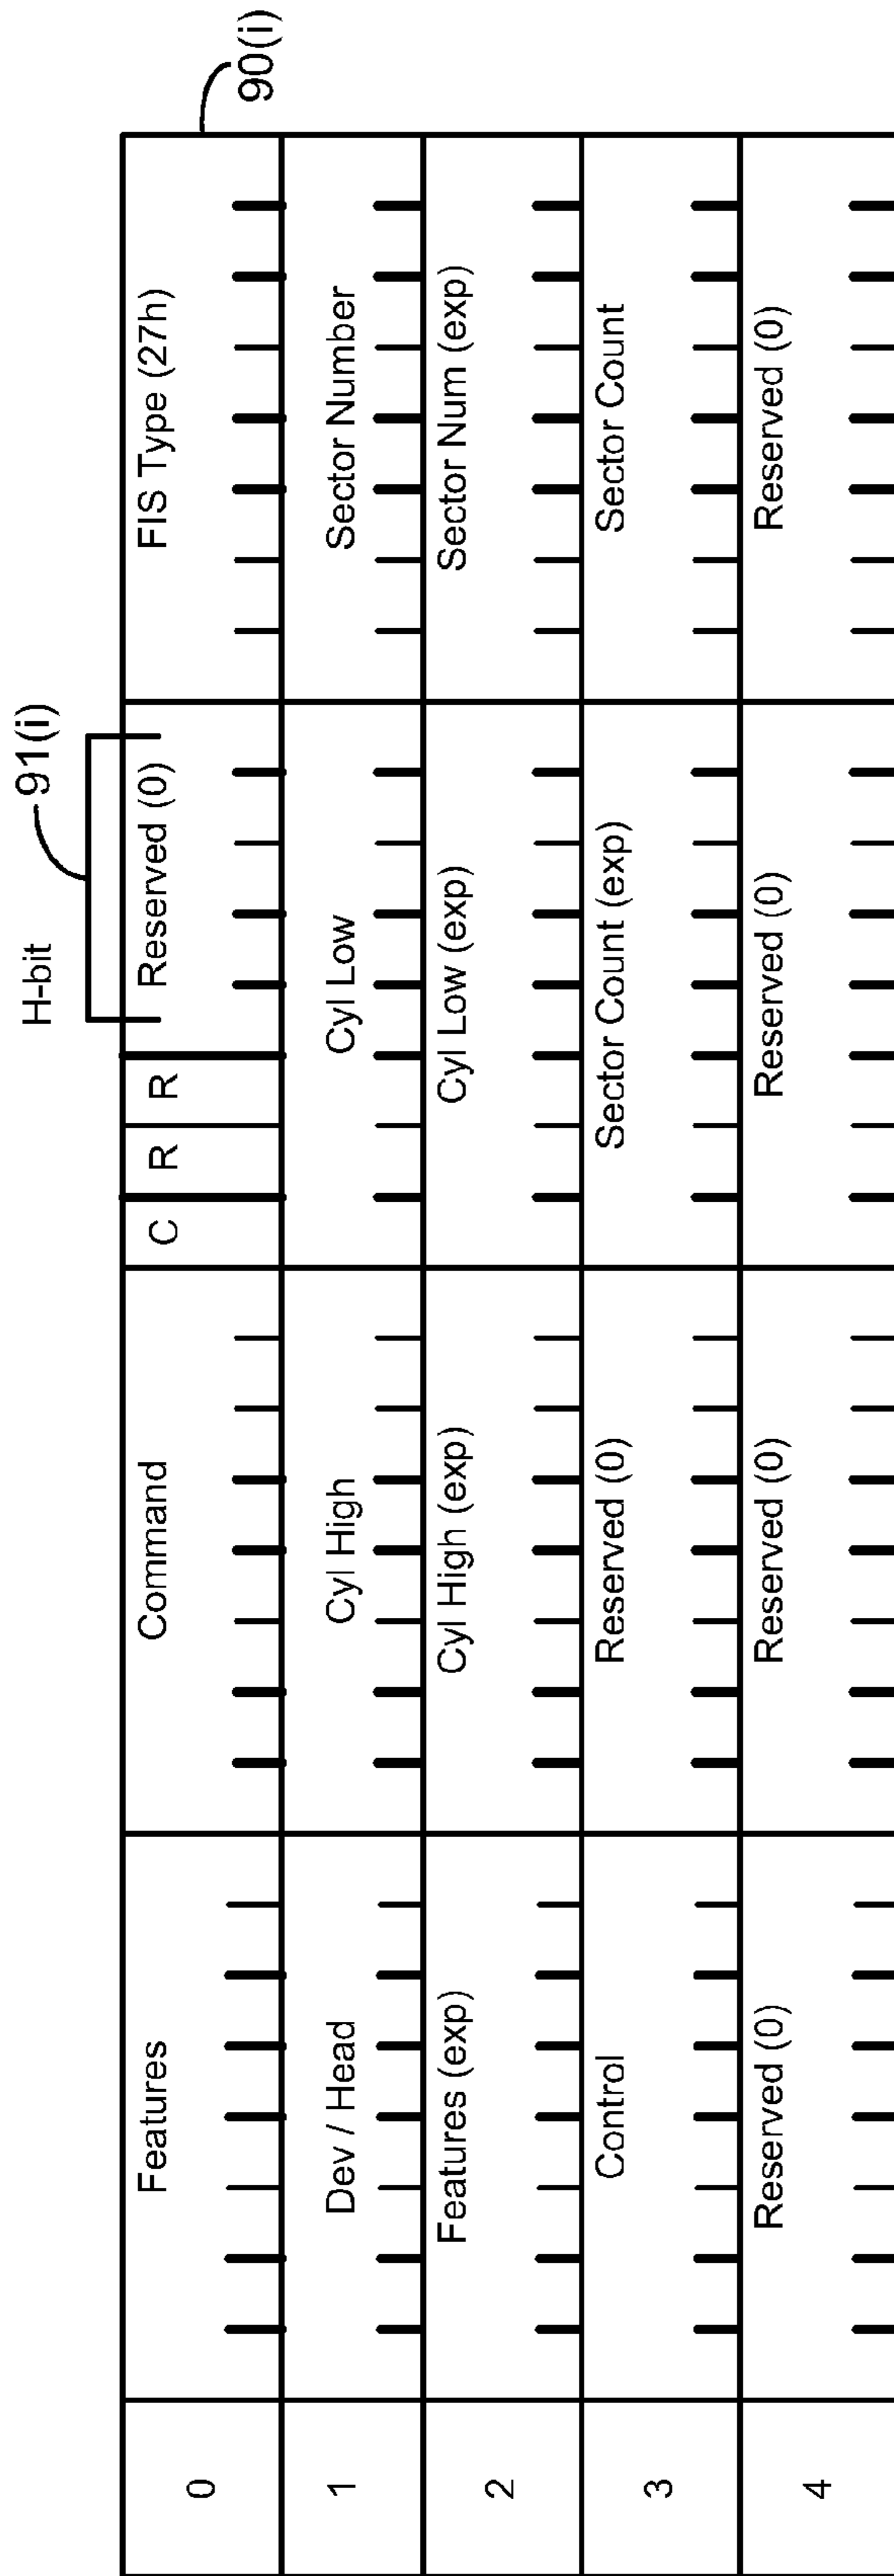 H-bit
91(i)
90(i)
0 Features Command C R R Reserved (0) FIS Type (27h)
1 Dev / Head Cyl High Cyl Low Sector Number
2 Features (exp) Cyl High (exp) Cyl Low (exp) Sector Num (exp)
3 Control Reserved (0) Sector Count (exp) Sector Count
4 Reserved (0) Reserved (0) Reserved (0) Reserved (0)